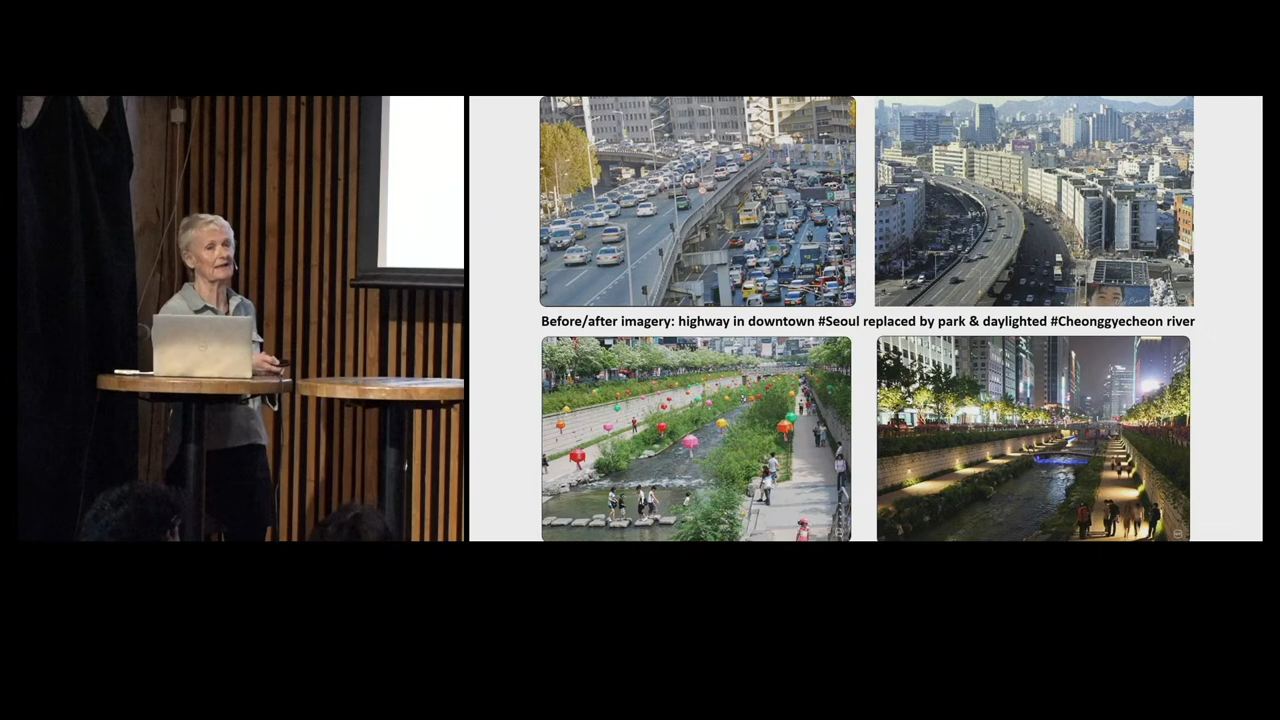 Before/after imagery: highway in downtown #Seoul replaced by park & daylighted #Cheonggyecheon river